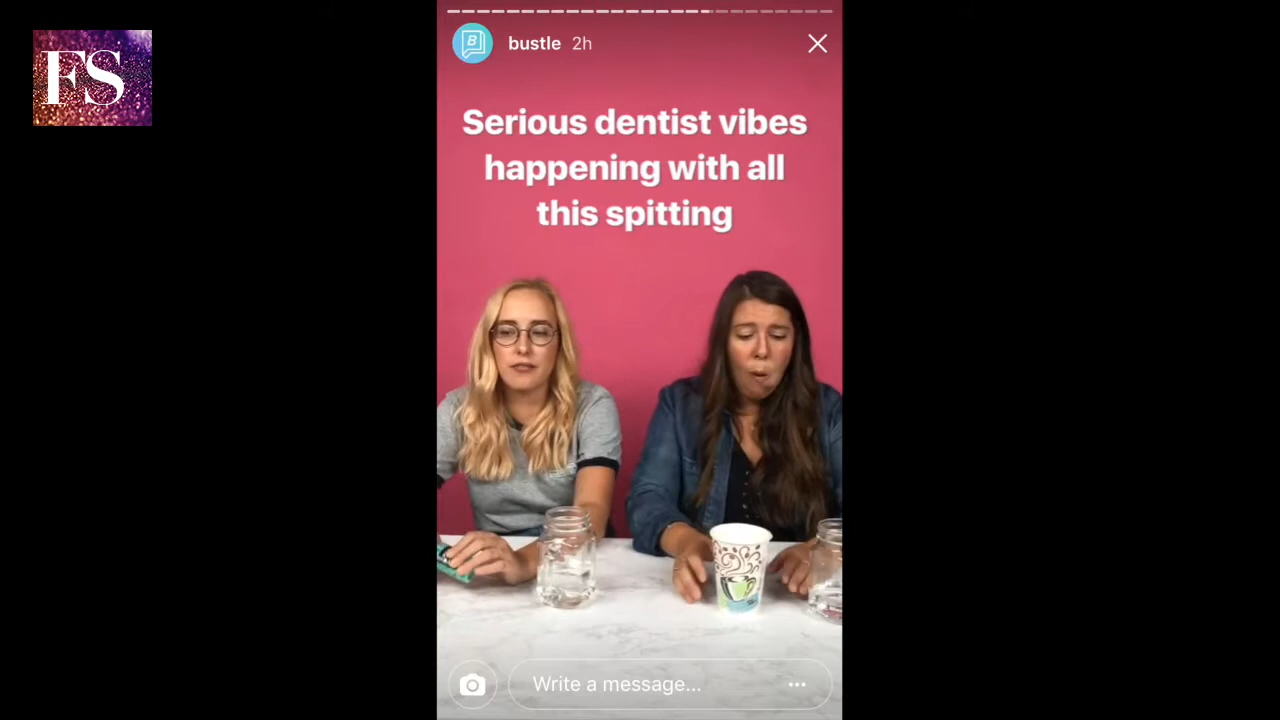 FS
B
bustle 2h
Serious dentist vibes
happening with all
this spitting
Write a message...